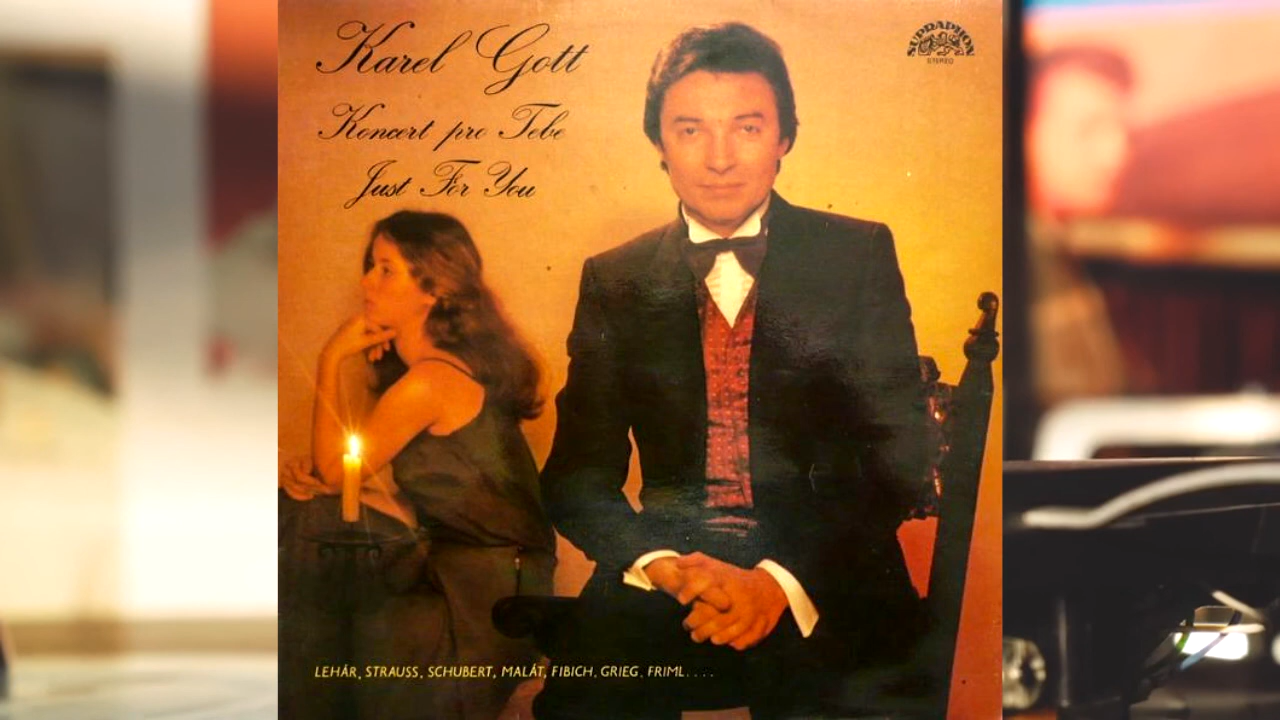 Karel Gott
Koncert pro Tebe
Just For You
SUPRAPHON
STEREO
LEHÁR, STRAUSS, SCHUBERT, MALÁT, FIBICH, GRIEG, FRIML....